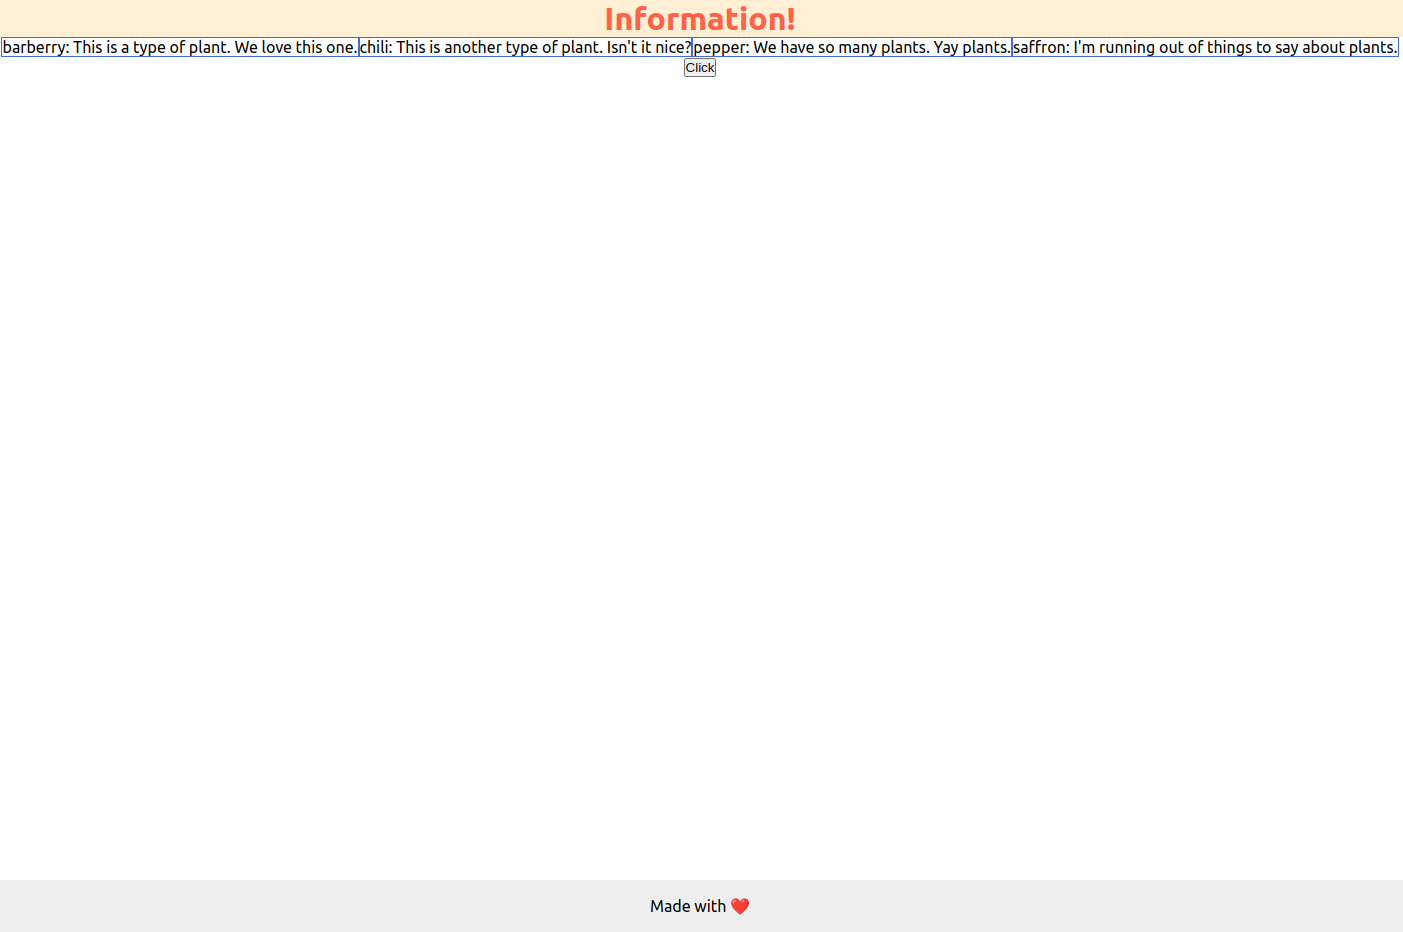 Information!
barberry: This is a type of plant. We love this one. chili: This is another type of plant. Isn't it nice? pepper: We have so many plants. Yay plants. saffron: I'm running out of things to say about plants.
Click
Made with ❤️